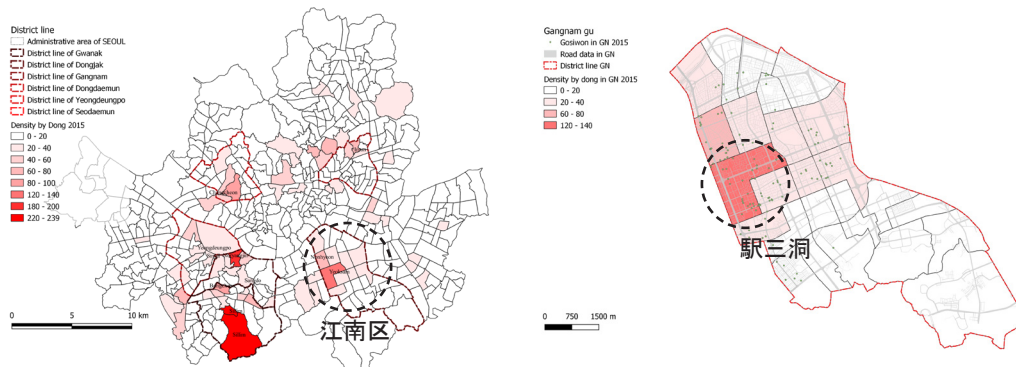 District line
Administrative area of SEOUL
District line of Gwanak
District line of Dongjak
District line of Gangnam
District line of Dongdaemun
District line of Yeongdeungpo
District line of Seodaemun
Density by Dong 2015
0 - 20
20 - 40
40 - 60
60 - 80
80 - 100
120 - 140
180 - 200
220 - 239
Yeongdeungpo
江南区
0 5 10 km
Gangnam gu
Gosiwon in GN 2015
Road data in GN
District line GN
Density by dong in GN 2015
0 - 20
20 - 40
60 - 80
120 - 140
駅三洞
0 750 1500 m